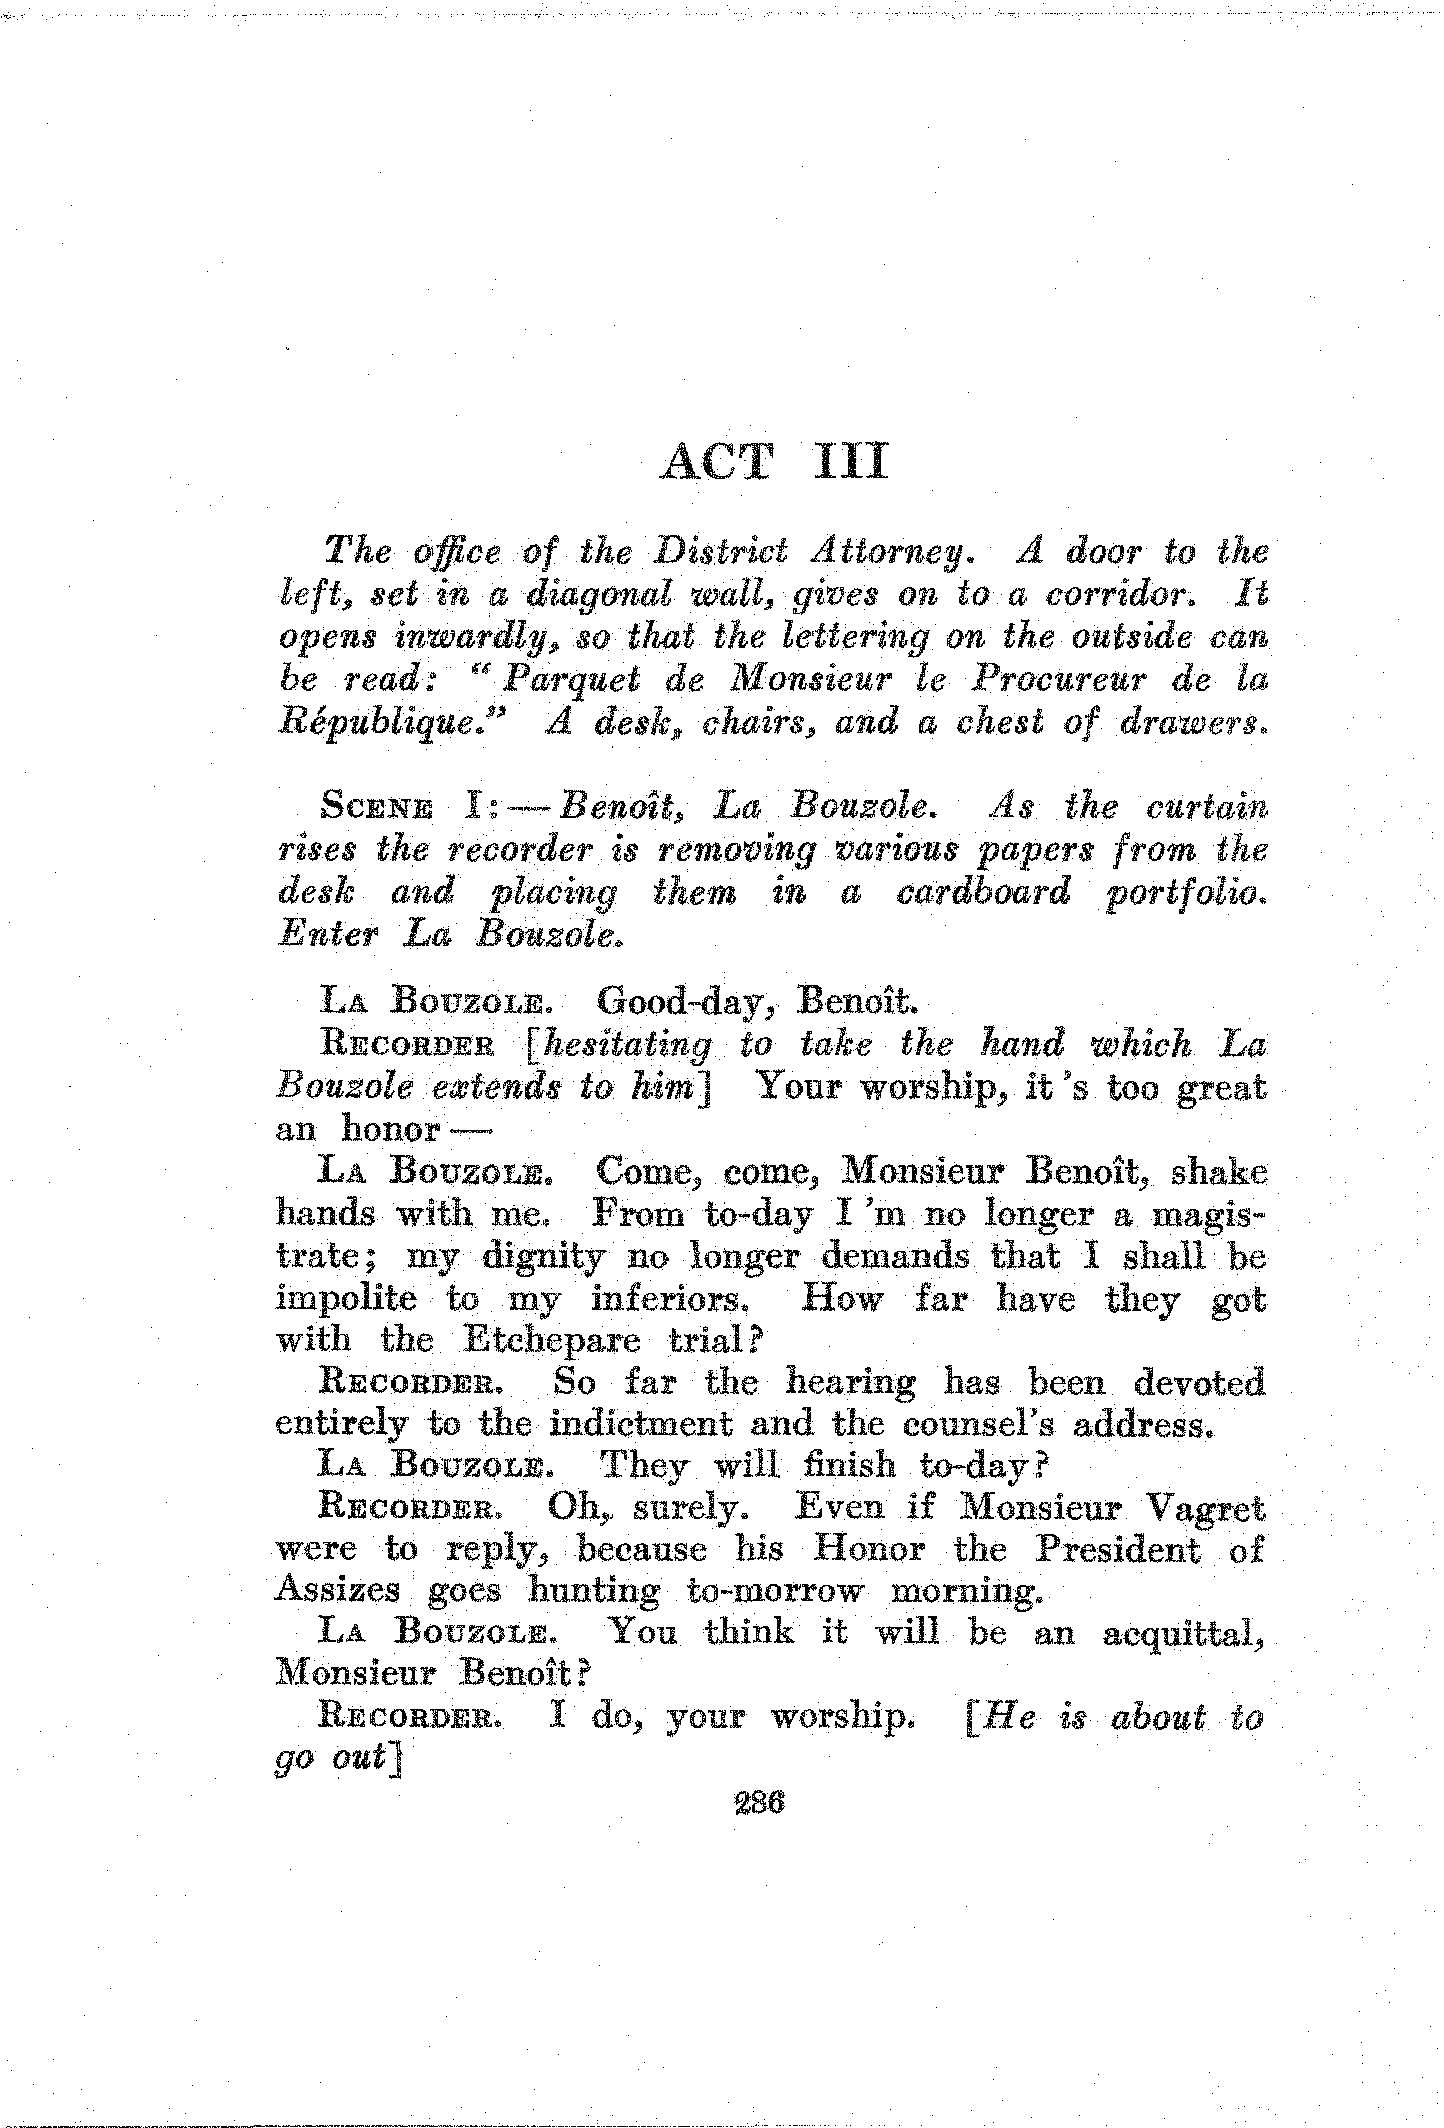 ACT III
The office of the District Attorney. A door to the
left, set in a diagonal wall, gives on to a corridor. It
opens inwardly, so that the lettering on the outside can
be read: " Parquet de Monsieur le Procureur de la
République." A desk, chairs, and a chest of drawers.
SCENE I:—Benoît, La Bouzole. As the curtain
rises the recorder is removing various papers from the
desk and placing them in a cardboard portfolio.
Enter La Bouzole.
LA BOUZOLE. Good-day, Benoît.
RECORDER [hesitating to take the hand which La
Bouzole extends to him] Your worship, it 's too great
an honor—
LA BOUZOLE. Come, come, Monsieur Benoît, shake
hands with me. From to-day I 'm no longer a magis-
trate; my dignity no longer demands that I shall be
impolite to my inferiors. How far have they got
with the Etchepare trial?
RECORDER. So far the hearing has been devoted
entirely to the indictment and the counsel's address.
LA BOUZOLE. They will finish to-day?
RECORDER. Oh, surely. Even if Monsieur Vagret
were to reply, because his Honor the President of
Assizes goes hunting to-morrow morning.
LA BOUZOLE. You think it will be an acquittal,
Monsieur Benoît?
RECORDER. I do, your worship. [He is about to
go out]
286